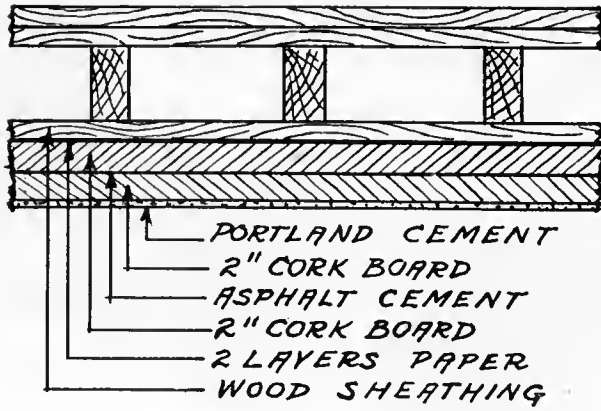 PORTLAND CEMENT
2" CORK BOARD
ASPHALT CEMENT
2" CORK BOARD
2 LAYERS PAPER
WOOD SHEATHING